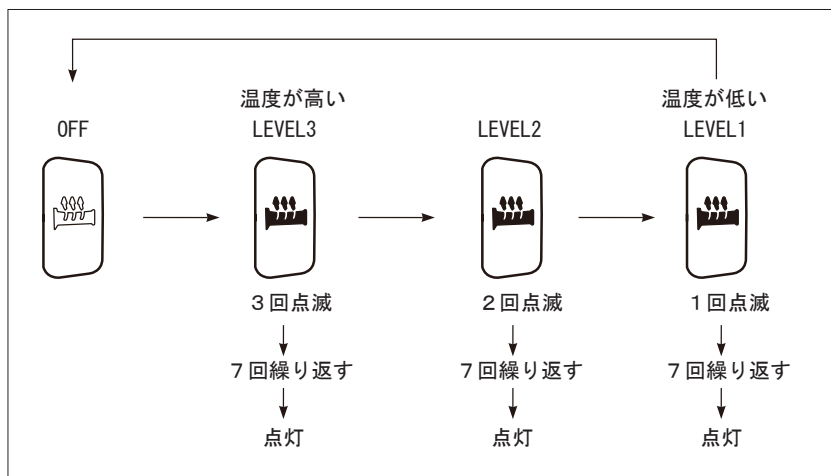 温度が高い
温度が低い
OFF
LEVEL3
LEVEL2
LEVEL1
3回点滅
2回点滅
1回点滅
7回繰り返す
7回繰り返す
7回繰り返す
点灯
点灯
点灯